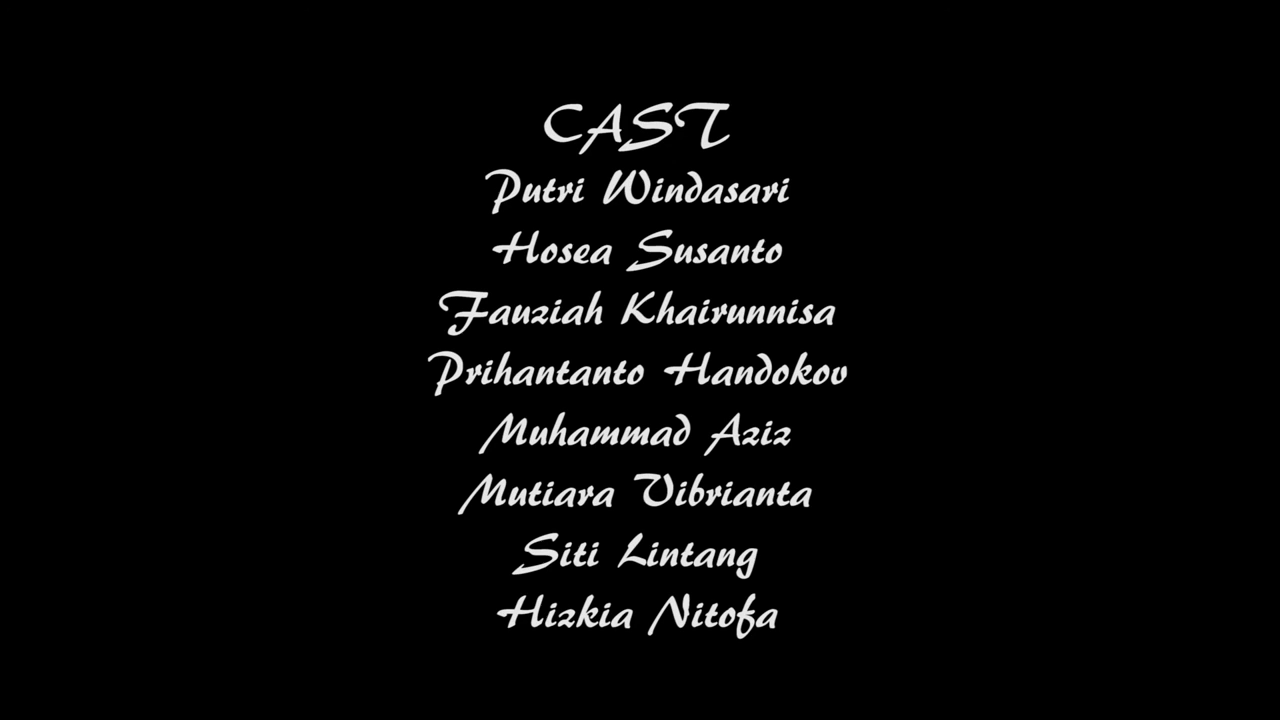 CAST
Putri Windasari
Hosea Susanto
Fauziah Khairunnisa
Prihantanto Handokov
Muhammad Aziz
Mutiara Vibrianta
Siti Lintang
Hizkia Nitofa